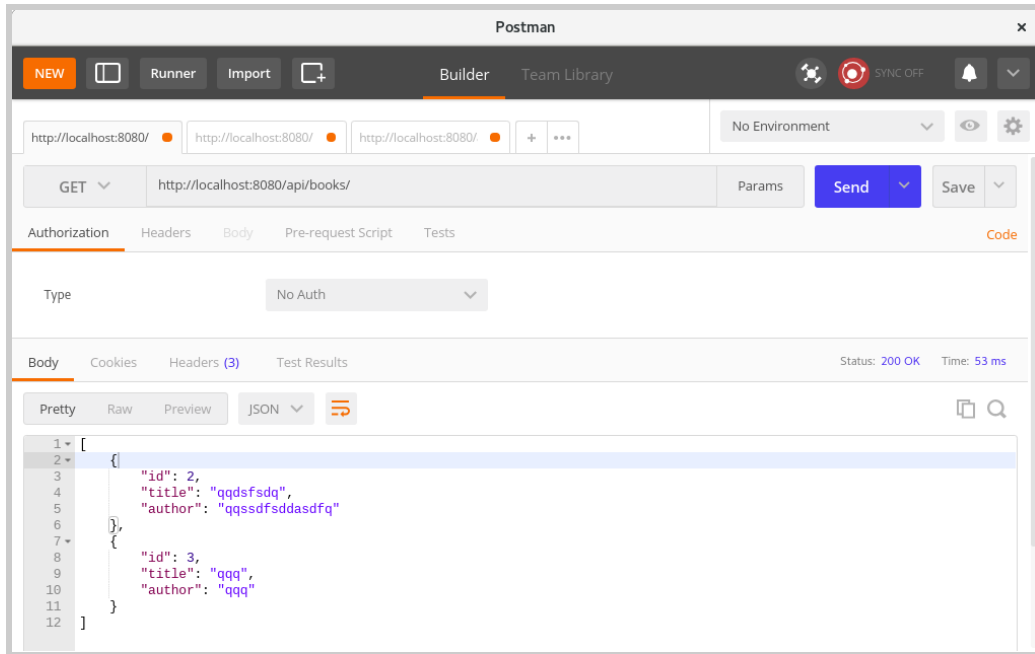 Postman
NEW Runner Import Builder Team Library SYNC OFF
http://localhost:8080/ http://localhost:8080/ http://localhost:8080/. + ••• No Environment
GET http://localhost:8080/api/books/ Params Send Save
Authorization Headers Body Pre-request Script Tests Code
Type No Auth
Body Cookies Headers (3) Test Results Status: 200 OK Time: 53 ms
Pretty Raw Preview JSON
1 [
2 {
3 "id": 2,
4 "title": "qqdsfsdq",
5 "author": "qqssdfsddasdfq"
6 },
7 {
8 "id": 3,
9 "title": "qqq",
10 "author": "qqq"
11 }
12 ]